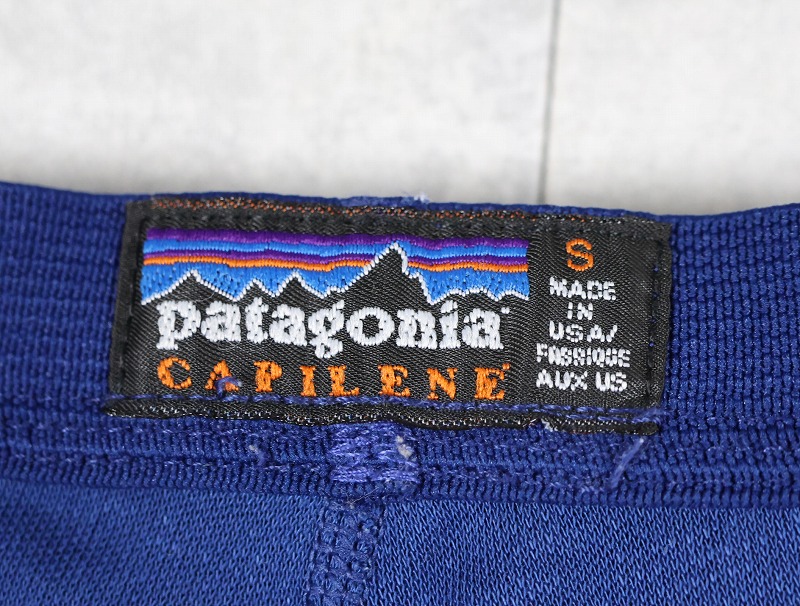 patagonia
CAPILENE®
S
MADE
IN
USA/
FABRIQUE
AUX US